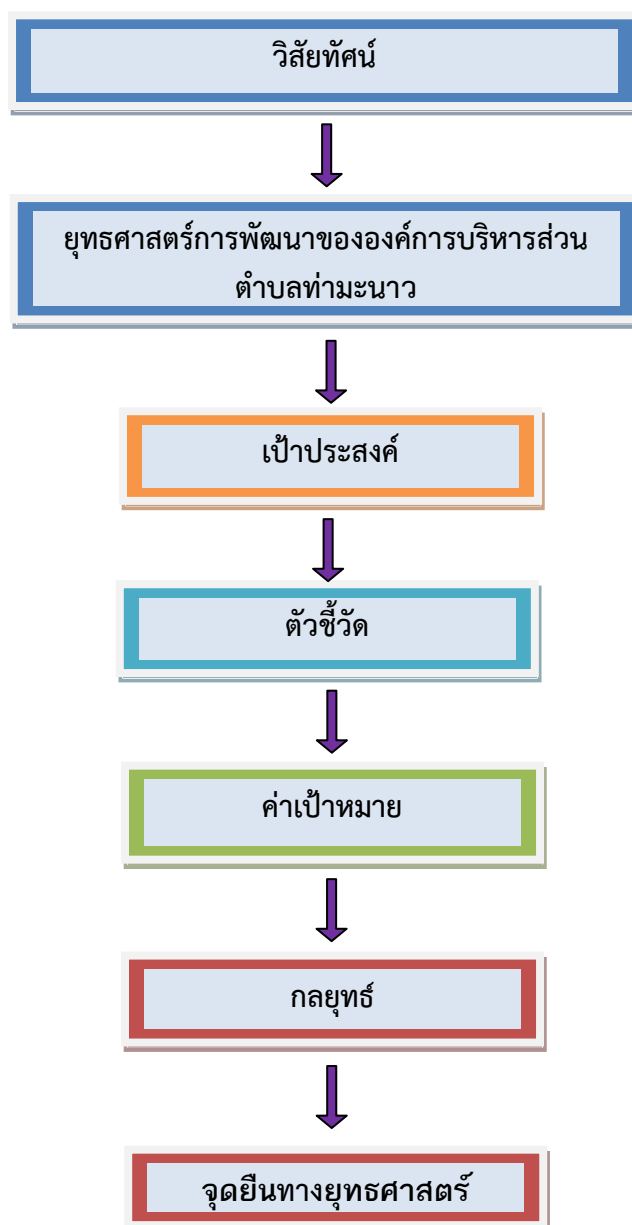 วิสัยทัศน์
ยุทธศาสตร์การพัฒนาขององค์การบริหารส่วน
ตำบลท่ามะนาว
เป้าประสงค์
ตัวชี้วัด
ค่าเป้าหมาย
กลยุทธ์
จุดยืนทางยุทธศาสตร์